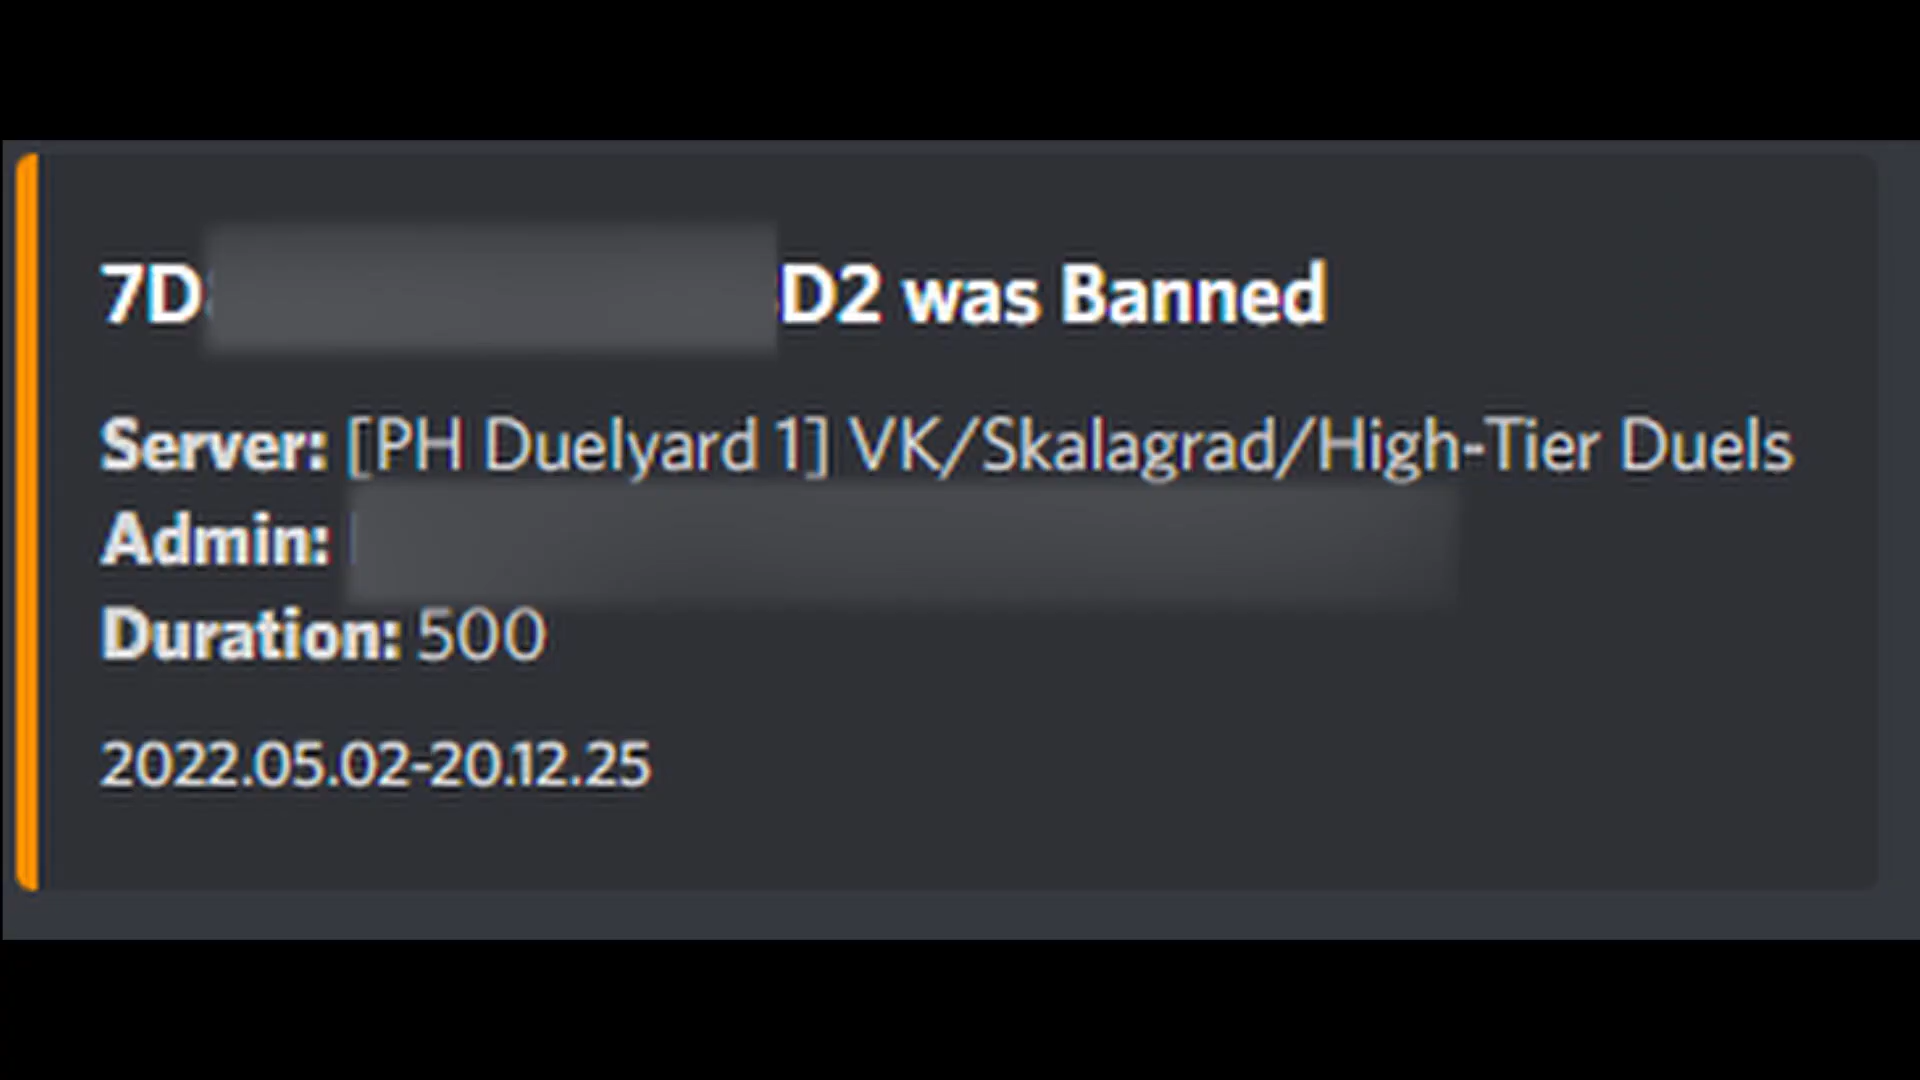 7D D2 was Banned
Server: [PH Duelyard 1] VK/Skalagrad/High-Tier Duels
Admin:
Duration: 500
2022.05.02-20.12.25